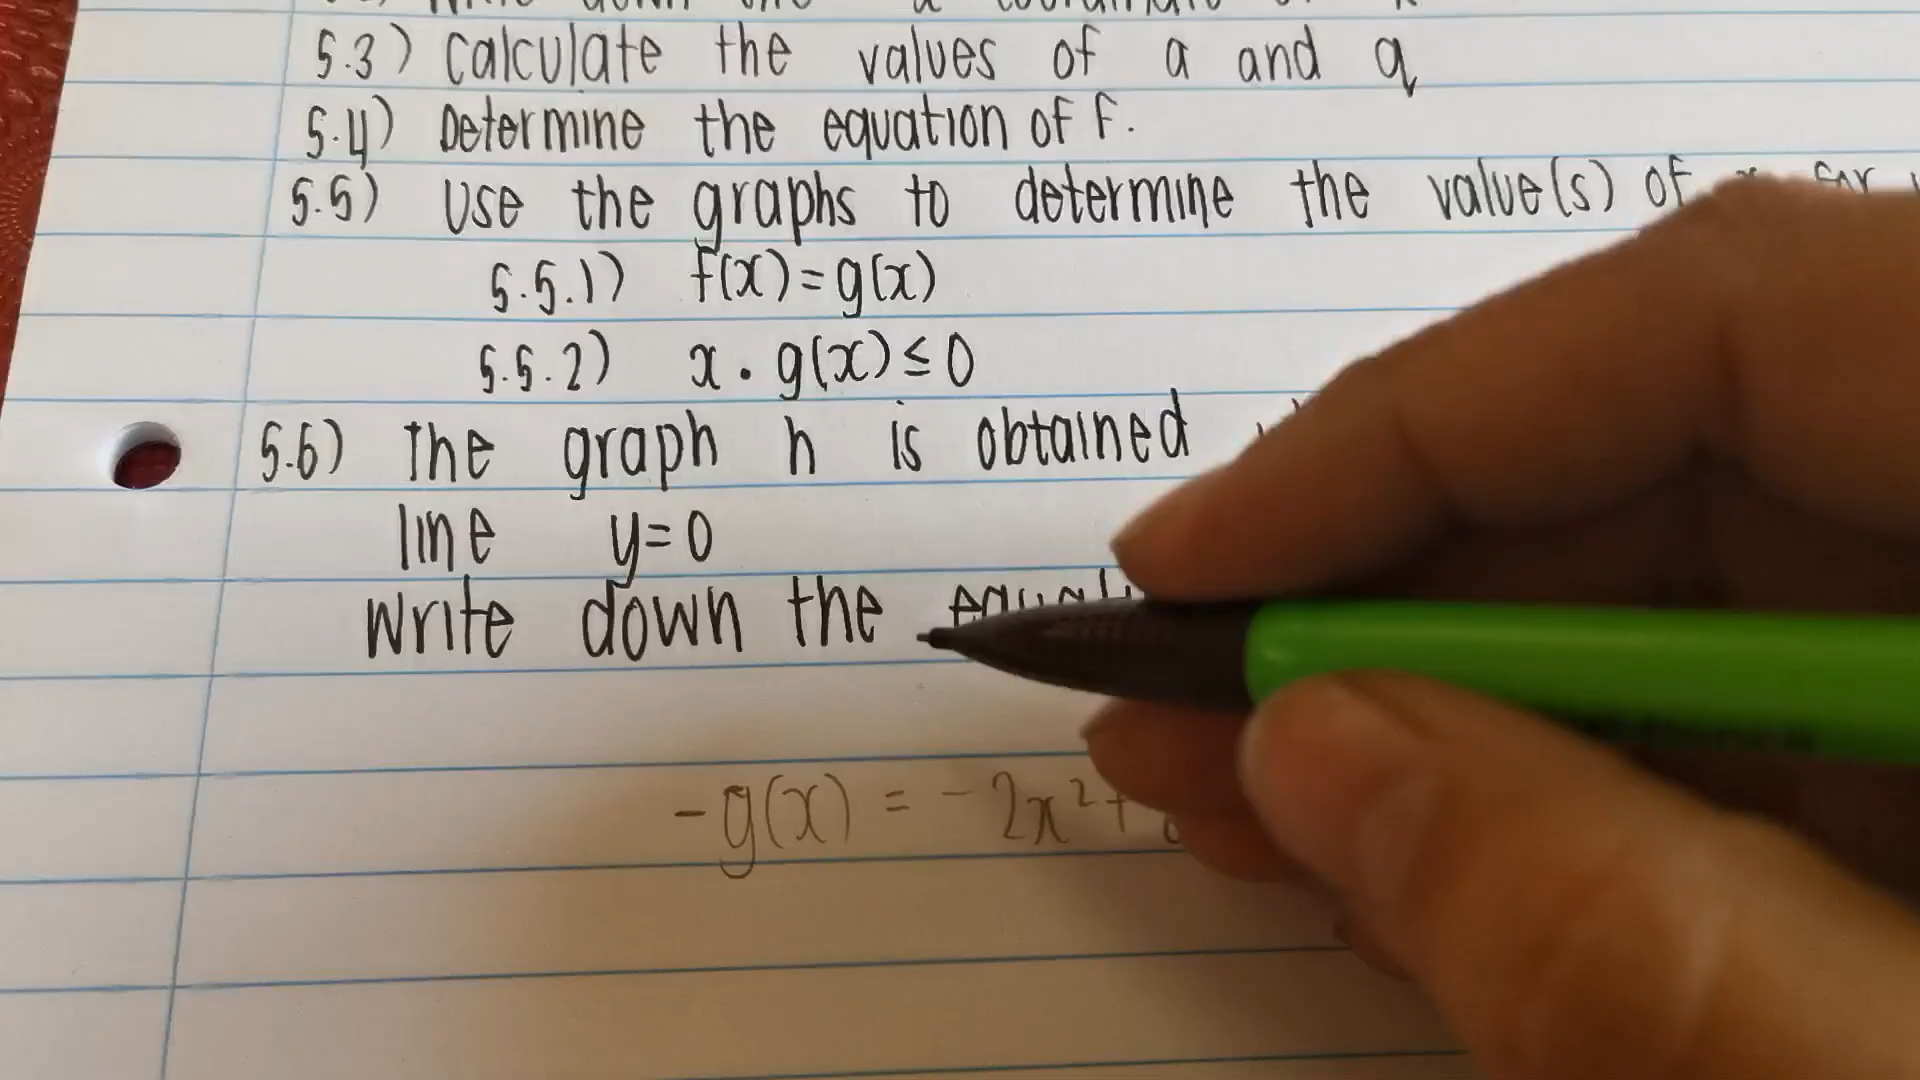 5.3) Calculate the values of a and q
5.4) Determine the equation of f.
5.5) Use the graphs to determine the value(s) of
5.5.1) f(x)=g(x)
5.5.2) x . g(x) ≤ 0
5.6) The graph h is obtained
line y=0
Write down the
-g(x) = -2x²+